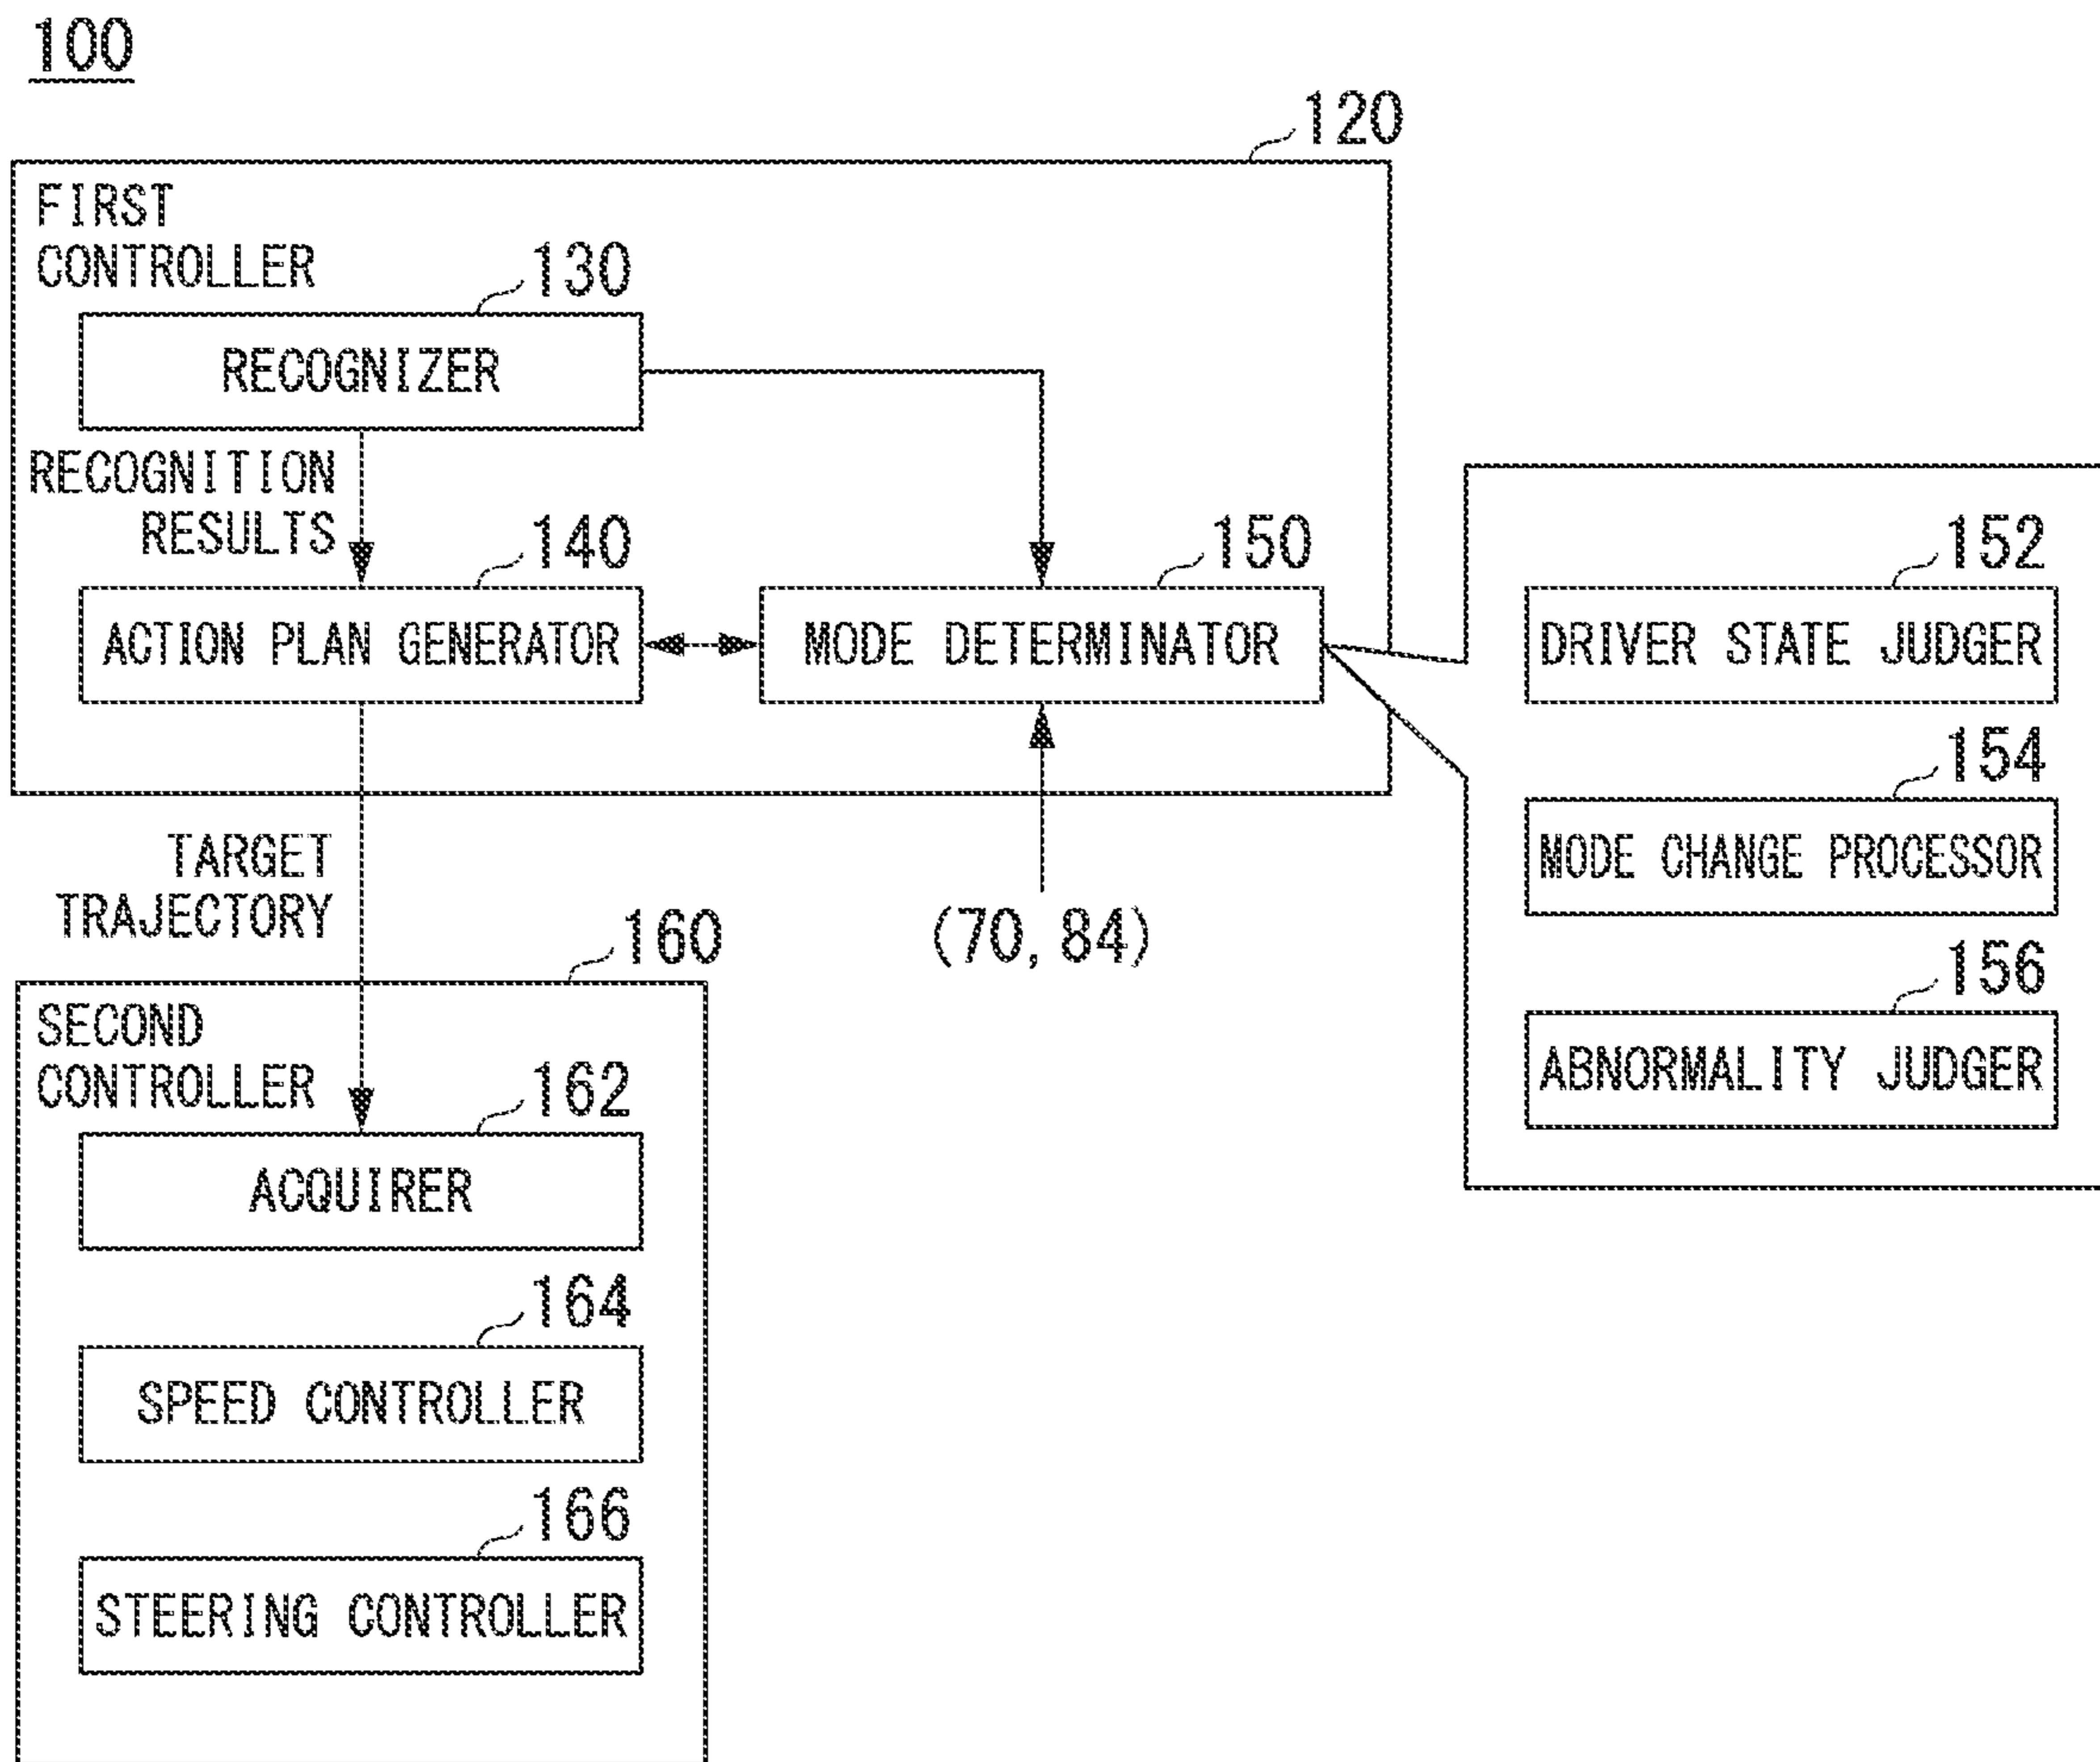 100
120
FIRST
CONTROLLER
130
RECOGNIZER
RECOGNITION
RESULTS
140
ACTION PLAN GENERATOR
150
MODE DETERMINATOR
152
DRIVER STATE JUDGER
154
MODE CHANGE PROCESSOR
156
ABNORMALITY JUDGER
(70, 84)
TARGET
TRAJECTORY
160
SECOND
CONTROLLER
162
ACQUIRER
164
SPEED CONTROLLER
166
STEERING CONTROLLER